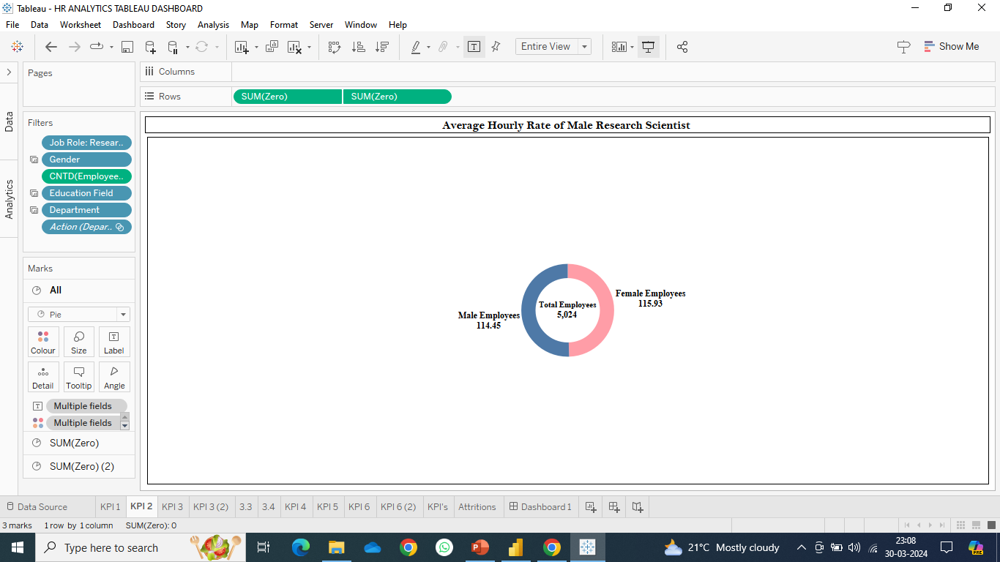 Tableau - HR ANALYTICS TABLEAU DASHBOARD
File Data Worksheet Dashboard Story Analysis Map Format Server Window Help
Entire View
Show Me
Data
Analytics
Pages
Columns
Rows SUM(Zero) SUM(Zero)
Filters
Job Role: Resear..
Gender
CNTD(Employee..
Education Field
Department
Action (Depar..
Marks
All
Pie
Colour Size Label
Detail Tooltip Angle
Multiple fields
Multiple fields
SUM(Zero)
SUM(Zero) (2)
Average Hourly Rate of Male Research Scientist
Female Employees
115.93
Total Employees
5,024
Male Employees
114.45
Data Source KPI 1 KPI 2 KPI 3 KPI 3 (2) 3.3 3.4 KPI 4 KPI 5 KPI 6 KPI 6 (2) KPI's Attritions Dashboard 1
3 marks 1 row by 1 column SUM(Zero): 0
Type here to search
21°C Mostly cloudy
23:08
30-03-2024
PRE